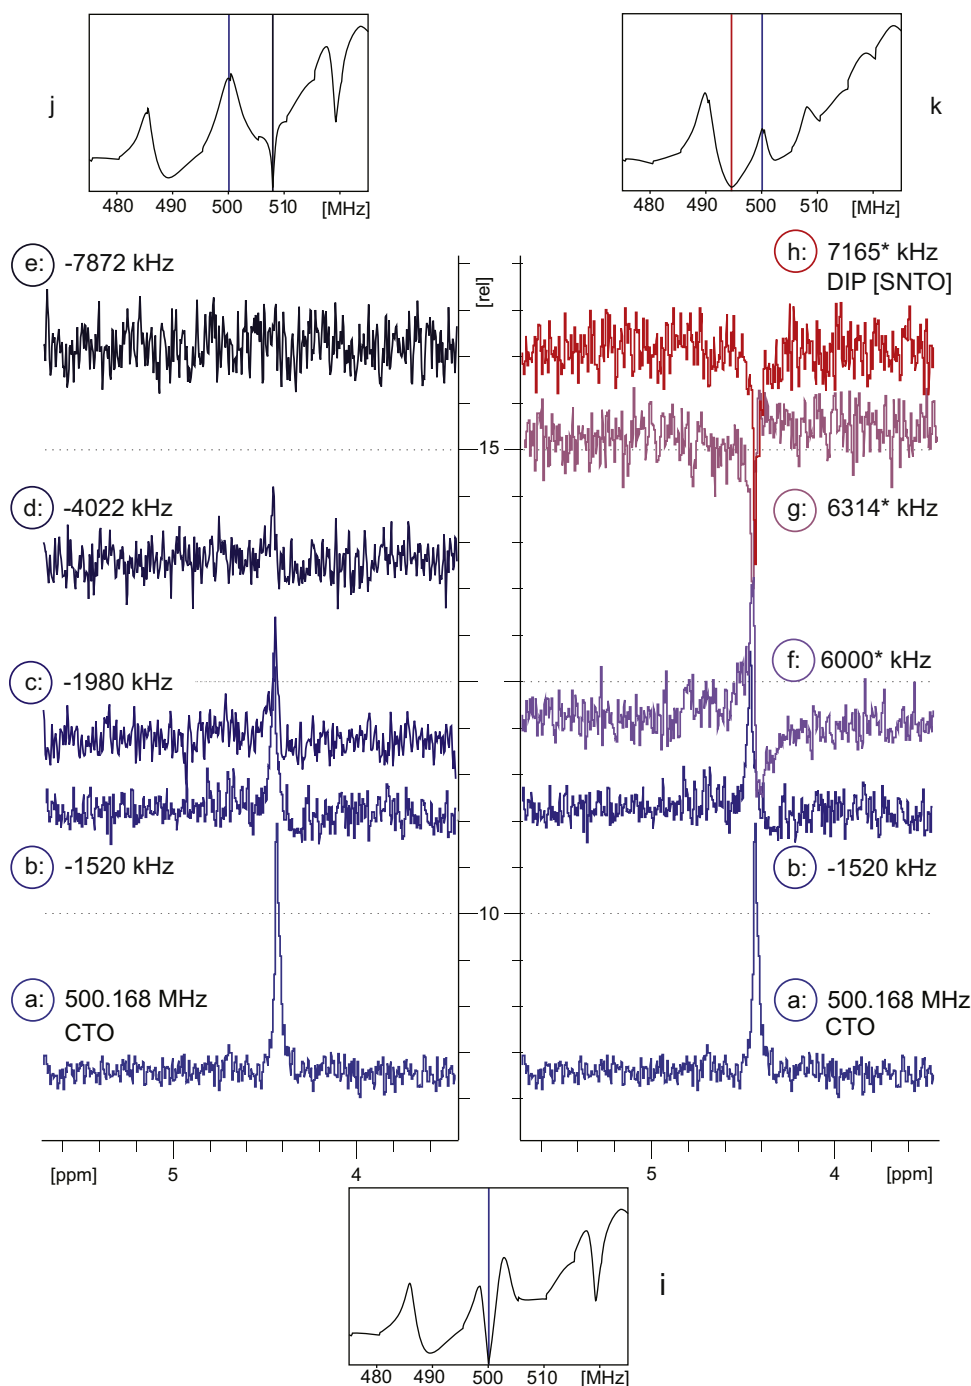 j
480 490 500 510 [MHz]
k
480 490 500 510 [MHz]
e: -7872 kHz
h: 7165* kHz
DIP [SNTO]
[rel]
15
d: -4022 kHz
g: 6314* kHz
c: -1980 kHz
f: 6000* kHz
b: -1520 kHz
b: -1520 kHz
10
a: 500.168 MHz
CTO
a: 500.168 MHz
CTO
[ppm] 5 4
5 4 [ppm]
i
480 490 500 510 [MHz]